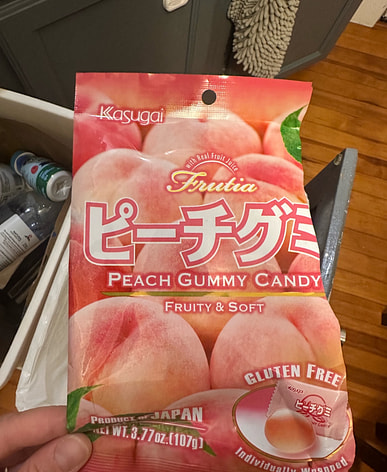 Kasugai
with Real Fruit Juice
Frutia
ピーチグミ
PEACH GUMMY CANDY
FRUITY & SOFT
GLUTEN FREE
KASUGAI
ピーチグミ
PRODUCT OF JAPAN
NET WT. 3.77oz. (107g)
Individually Wrapped